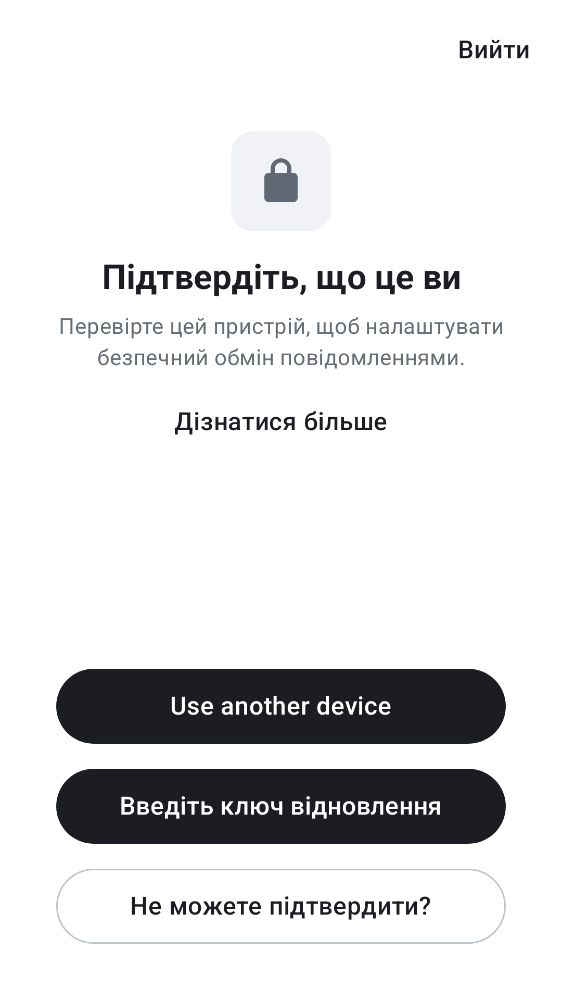 Вийти
Підтвердіть, що це ви
Перевірте цей пристрій, щоб налаштувати
безпечний обмін повідомленнями.
Дізнатися більше
Use another device
Введіть ключ відновлення
Не можете підтвердити?